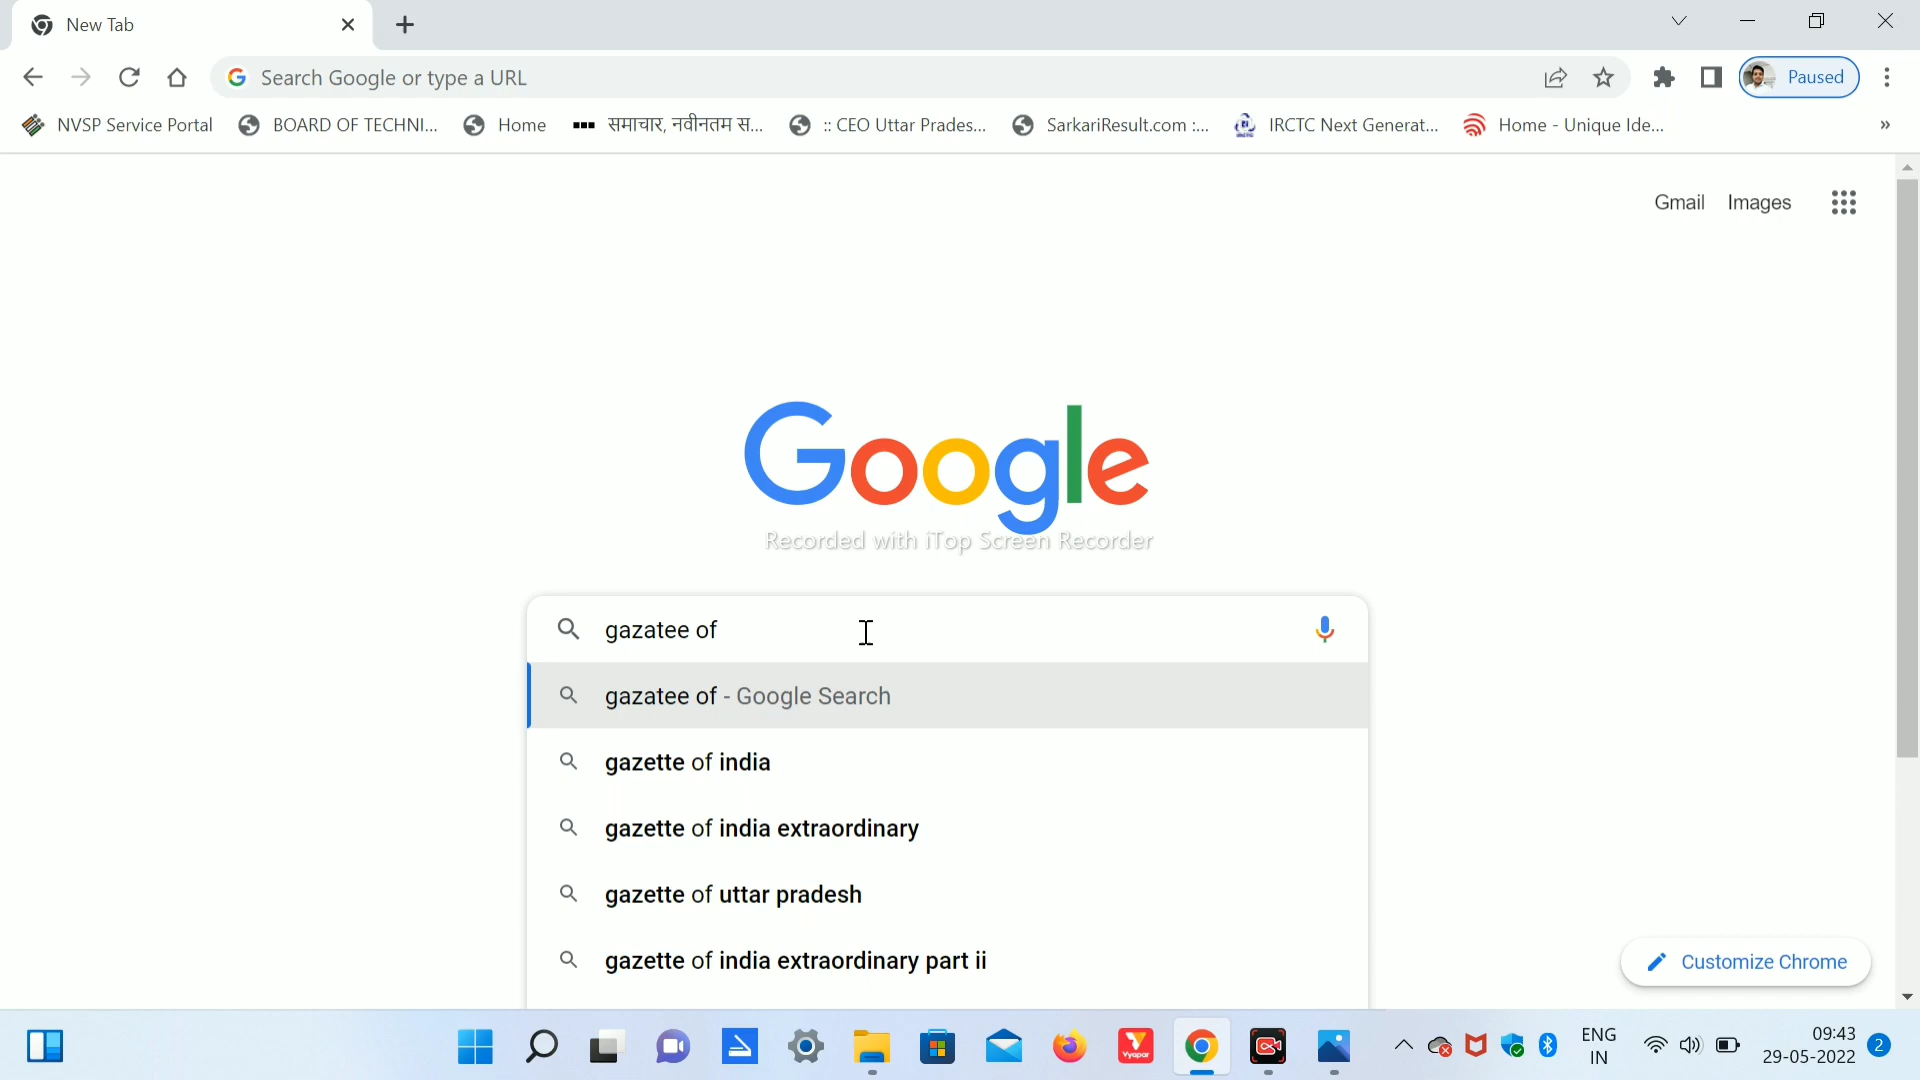 New Tab
Search Google or type a URL
Paused
NVSP Service Portal
BOARD OF TECHNI...
Home
समाचार, नवीनतम स...
:: CEO Uttar Prades...
SarkariResult.com :...
IRCTC Next Generat...
Home - Unique Ide...
»
Gmail Images
Google
Recorded with iTop Screen Recorder
gazatee of
gazatee of - Google Search
gazette of india
gazette of india extraordinary
gazette of uttar pradesh
gazette of india extraordinary part ii
Customize Chrome
Vyapar
ENG
IN
09:43
29-05-2022
2